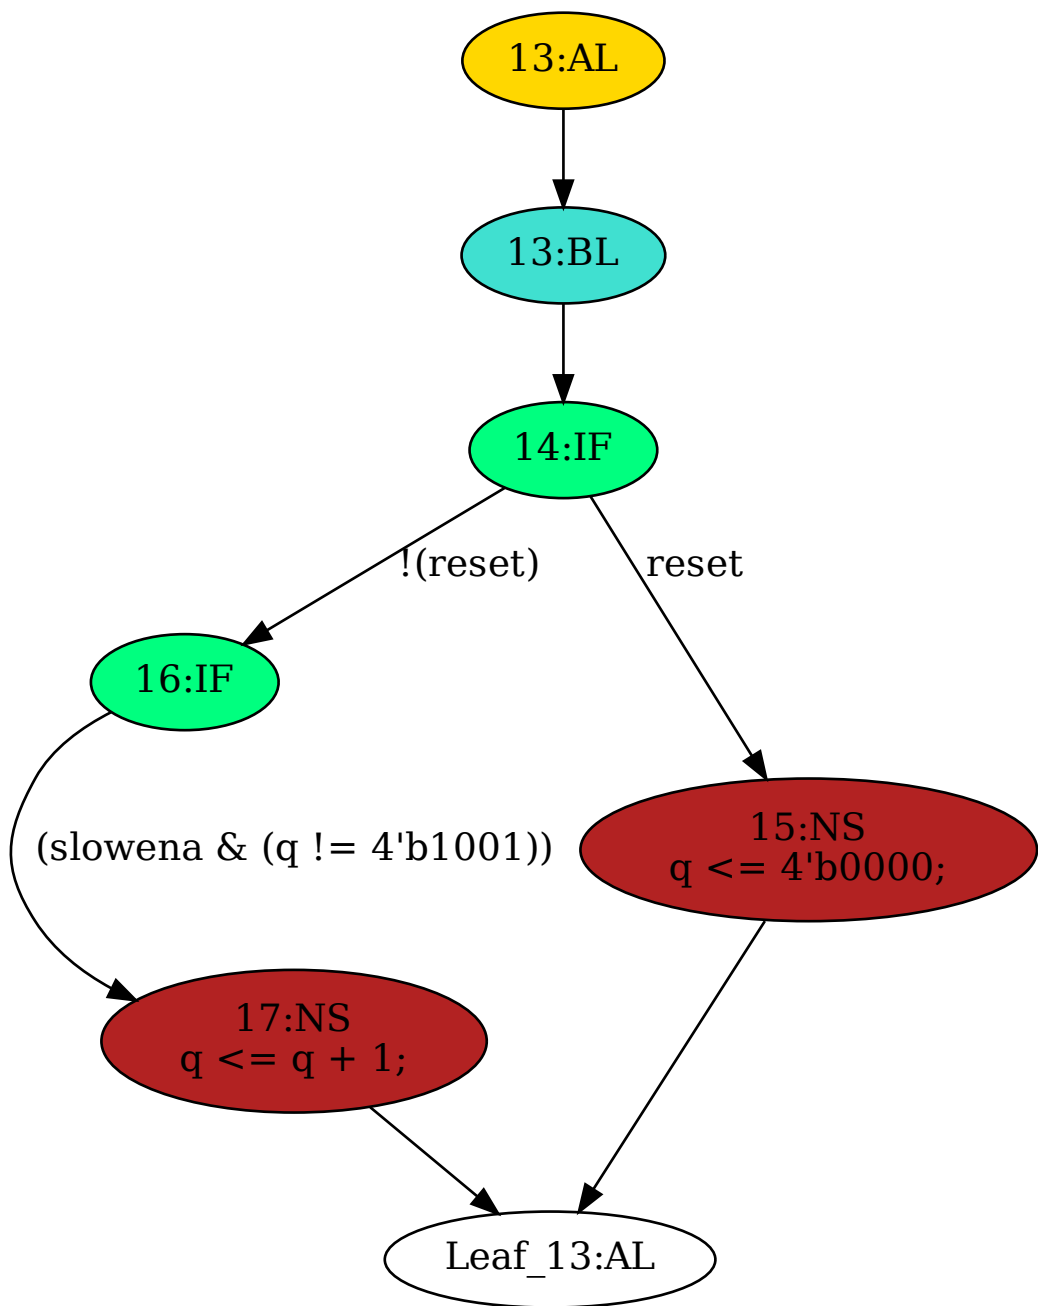 13:AL
13:BL
14:IF
!(reset)
reset
16:IF
(slowena & (q != 4'b1001))
15:NS
q <= 4'b0000;
17:NS
q <= q + 1;
Leaf_13:AL